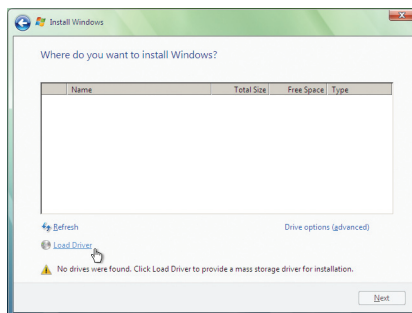 Install Windows
Where do you want to install Windows?
Name Total Size Free Space Type
Refresh Drive options (advanced)
Load Driver
No drives were found. Click Load Driver to provide a mass storage driver for installation.
Next